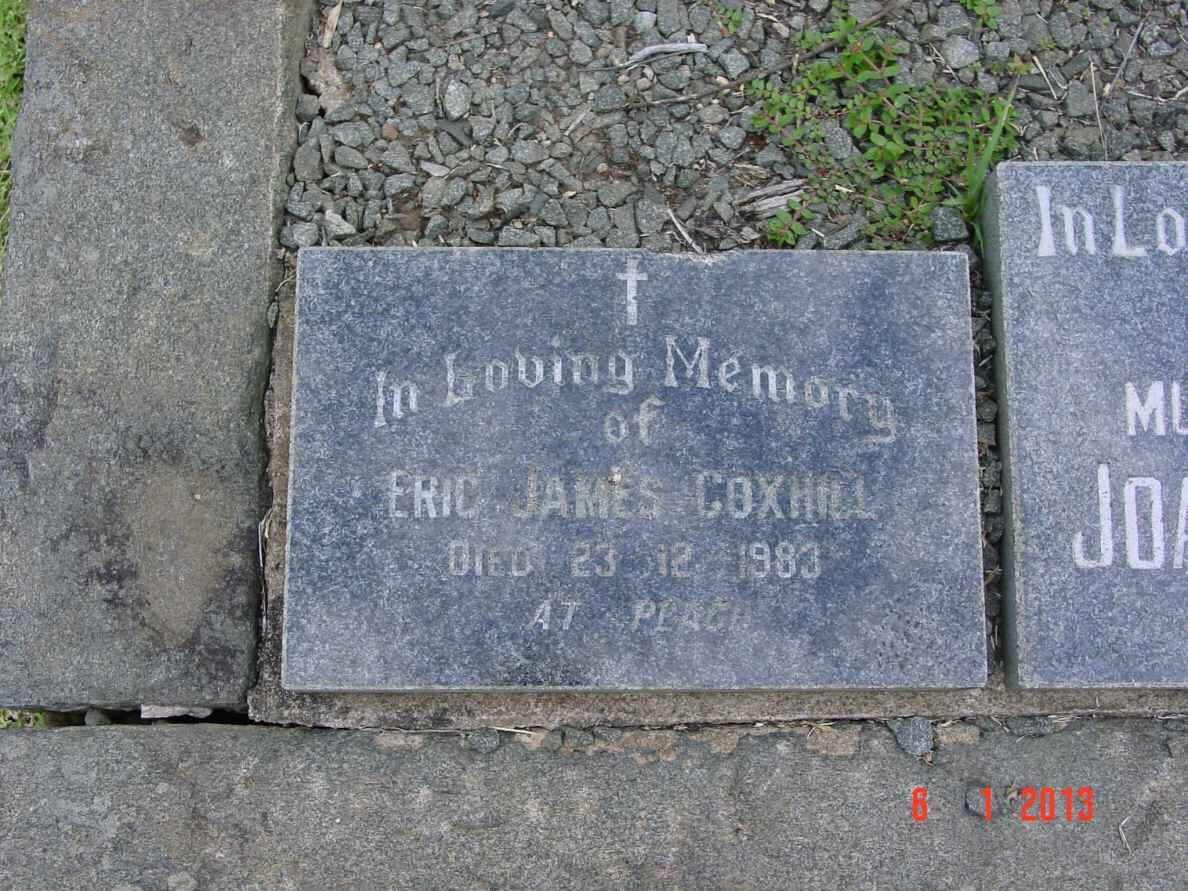 In Loving Memory
of
ERIC JAMES COXHILL
DIED 23 12 1983
AT PEACE
In Lo
MU
JOA
6 1 2013